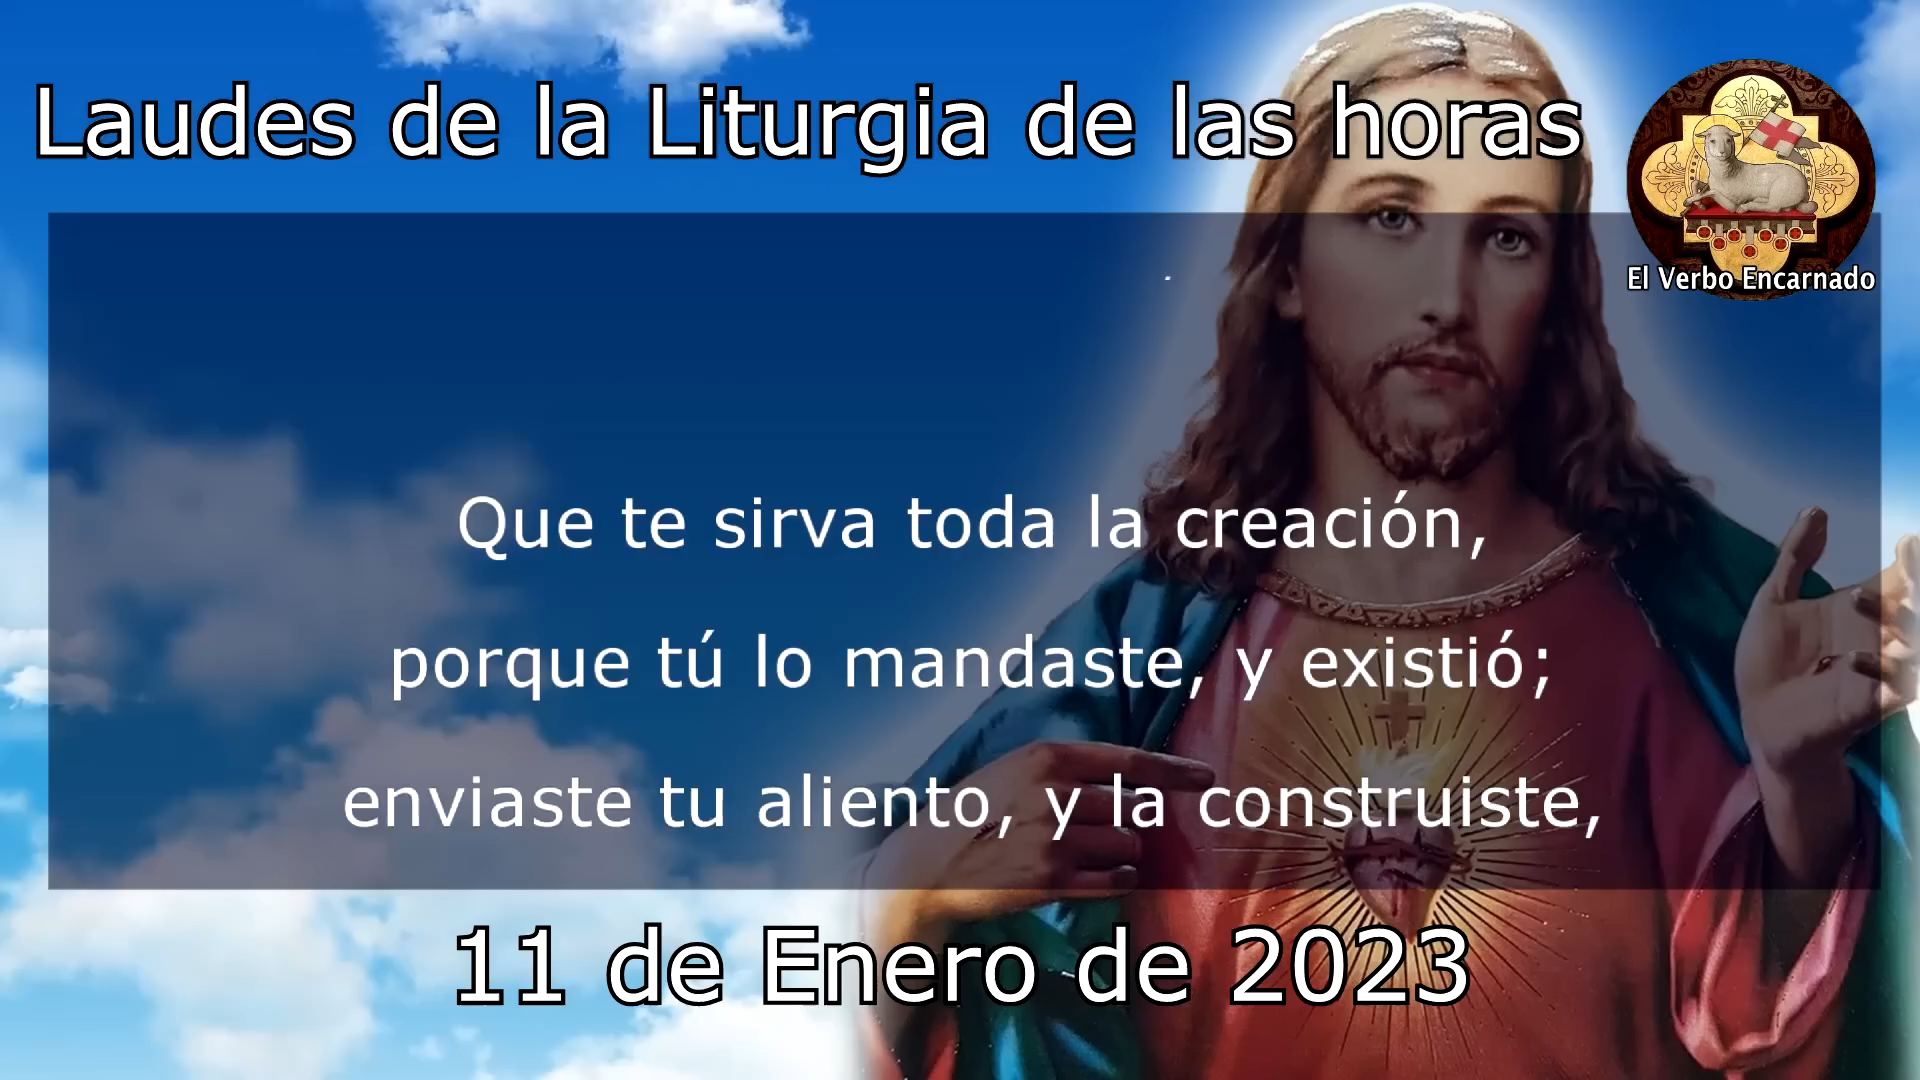 Laudes de la Liturgia de las horas
El Verbo Encarnado
Que te sirva toda la creación,
porque tú lo mandaste, y existió;
enviaste tu aliento, y la construiste,
11 de Enero de 2023